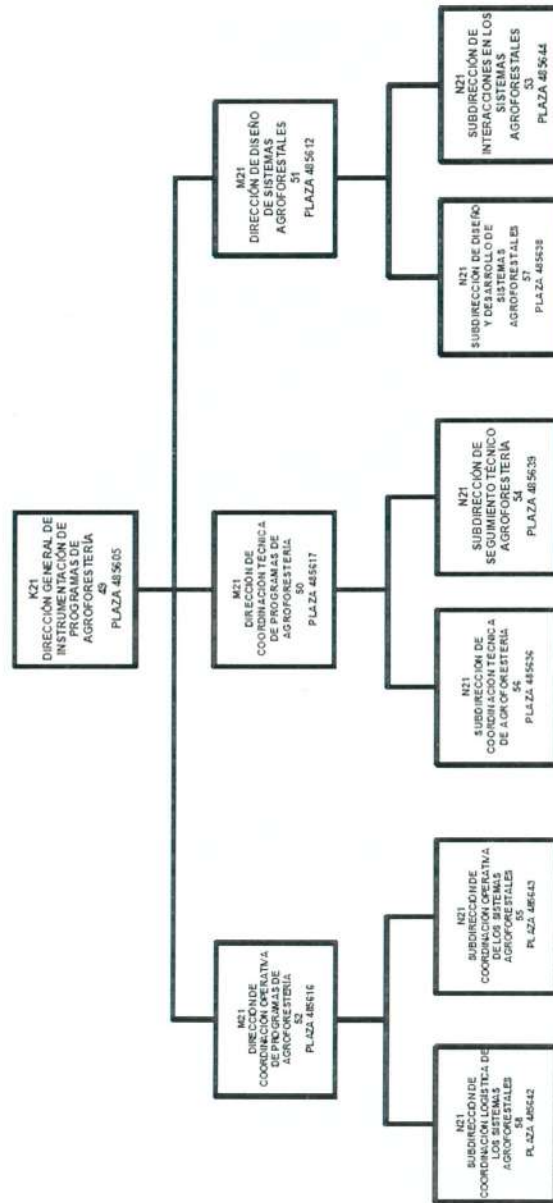 K21
DIRECCIÓN GENERAL DE
INSTRUMENTACIÓN DE
PROGRAMAS DE
AGROFORESTERÍA
49
PLAZA 485605
M21
DIRECCIÓN DE
COORDINACIÓN OPERATIVA
DE PROGRAMAS DE
AGROFORESTERÍA
52
PLAZA 485616
M21
DIRECCIÓN DE
COORDINACIÓN TÉCNICA
DE PROGRAMAS DE
AGROFORESTERÍA
50
PLAZA 485617
M21
DIRECCIÓN DE DISEÑO
DE SISTEMAS
AGROFORESTALES
51
PLAZA 485612
N21
SUBDIRECCIÓN DE
COORDINACIÓN LOGÍSTICA DE
LOS SISTEMAS
AGROFORESTALES
58
PLAZA 485642
N21
SUBDIRECCIÓN DE
COORDINACIÓN OPERATIVA
DE LOS SISTEMAS
AGROFORESTALES
55
PLAZA 485643
N21
SUBDIRECCIÓN DE
COORDINACIÓN TÉCNICA
DE AGROFORESTERÍA
56
PLAZA 485636
N21
SUBDIRECCIÓN DE
SEGUIMIENTO TÉCNICO
AGROFORESTERÍA
54
PLAZA 485639
N21
SUBDIRECCIÓN DE DISEÑO
Y DESARROLLO DE
SISTEMAS
AGROFORESTALES
57
PLAZA 485638
N21
SUBDIRECCIÓN DE
INTERACCIONES EN LOS
SISTEMAS
AGROFORESTALES
53
PLAZA 485644